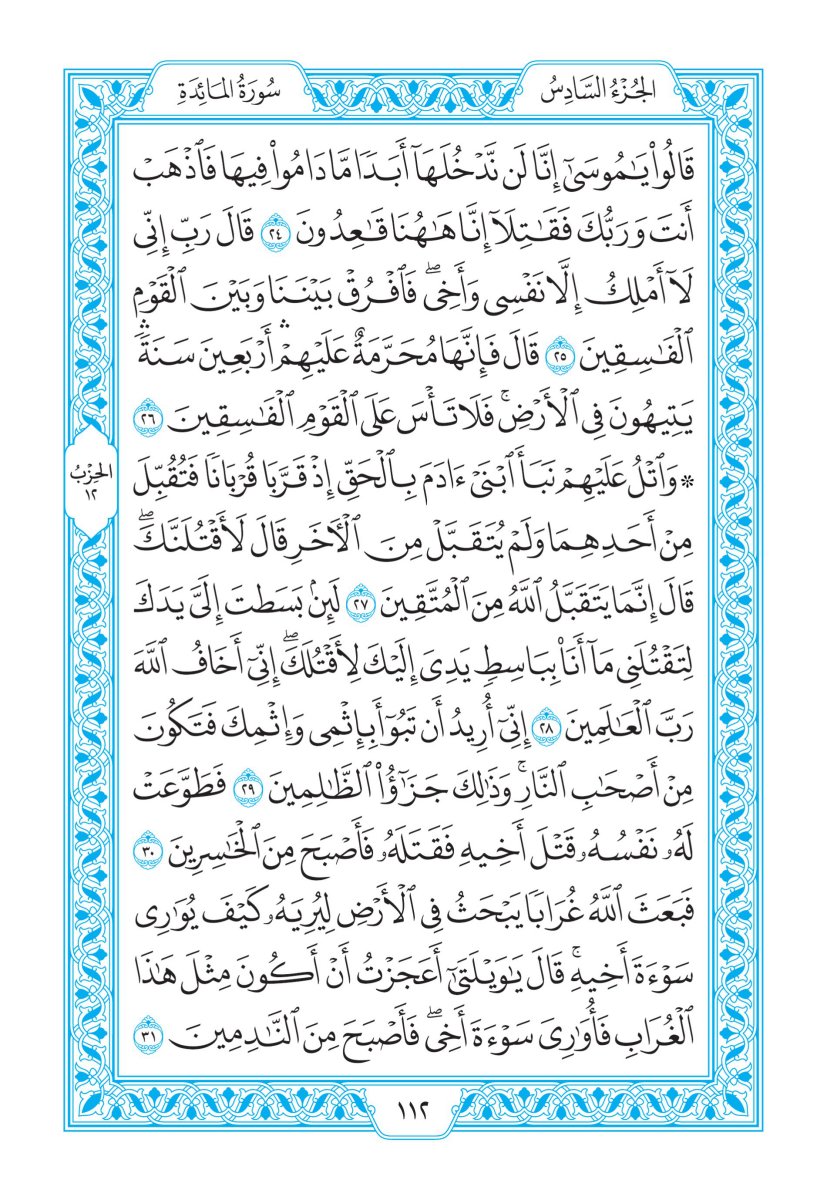 الجُزْءُ السَّادِسُ
سُورَةُ المَائِدَةِ
قَالُواْ يَـٰمُوسَىٰٓ إِنَّا لَن نَّدۡخُلَهَآ أَبَدٗا مَّا دَامُواْ فِيهَا فَٱذۡهَبۡ
أَنتَ وَرَبُّكَ فَقَـٰتِلَآ إِنَّا هَـٰهُنَا قَـٰعِدُونَ ٢٤ قَالَ رَبِّ إِنِّي
لَآ أَمۡلِكُ إِلَّا نَفۡسِي وَأَخِيۖ فَٱفۡرُقۡ بَيۡنَنَا وَبَيۡنَ ٱلۡقَوۡمِ
ٱلۡفَـٰسِقِينَ ٢٥ قَالَ فَإِنَّهَا مُحَرَّمَةٌ عَلَيۡهِمۡۛ أَرۡبَعِينَ سَنَةٗۛ
يَتِيهُونَ فِي ٱلۡأَرۡضِۚ فَلَا تَأۡسَ عَلَى ٱلۡقَوۡمِ ٱلۡفَـٰسِقِينَ ٢٦
* وَٱتۡلُ عَلَيۡهِمۡ نَبَأَ ٱبۡنَيۡ ءَادَمَ بِٱلۡحَقِّ إِذۡ قَرَّبَا قُرۡبَانٗا فَتُقُبِّلَ
مِنۡ أَحَدِهِمَا وَلَمۡ يُتَقَبَّلۡ مِنَ ٱلۡأٓخَرِ قَالَ لَأَقۡتُلَنَّكَۖ
قَالَ إِنَّمَا يَتَقَبَّلُ ٱللَّهُ مِنَ ٱلۡمُتَّقِينَ ٢٧ لَئِنۢ بَسَطتَ إِلَيَّ يَدَكَ
لِتَقۡتُلَنِي مَآ أَنَا۠ بِبَاسِطٖ يَدِيَ إِلَيۡكَ لِأَقۡتُلَكَۖ إِنِّيٓ أَخَافُ ٱللَّهَ
رَبَّ ٱلۡعَـٰلَمِينَ ٢٨ إِنِّيٓ أُرِيدُ أَن تَبُوٓأَ بِإِثۡمِي وَإِثۡمِكَ فَتَكُونَ
مِنۡ أَصۡحَـٰبِ ٱلنَّارِۚ وَذَٰلِكَ جَزَـٰٓؤُاْ ٱلظَّـٰلِمِينَ ٢٩ فَطَوَّعَتۡ
لَهُۥ نَفۡسُهُۥ قَتۡلَ أَخِيهِ فَقَتَلَهُۥ فَأَصۡبَحَ مِنَ ٱلۡخَـٰسِرِينَ ٣٠
فَبَعَثَ ٱللَّهُ غُرَابٗا يَبۡحَثُ فِي ٱلۡأَرۡضِ لِيُرِيَهُۥ كَيۡفَ يُوَٰرِي
سَوۡءَةَ أَخِيهِۚ قَالَ يَـٰوَيۡلَتَىٰٓ أَعَجَزۡتُ أَنۡ أَكُونَ مِثۡلَ هَـٰذَا
ٱلۡغُرَابِ فَأُوَٰرِيَ سَوۡءَةَ أَخِيۖ فَأَصۡبَحَ مِنَ ٱلنَّـٰدِمِينَ ٣١
الحِزْبُ
١٢
١١٢